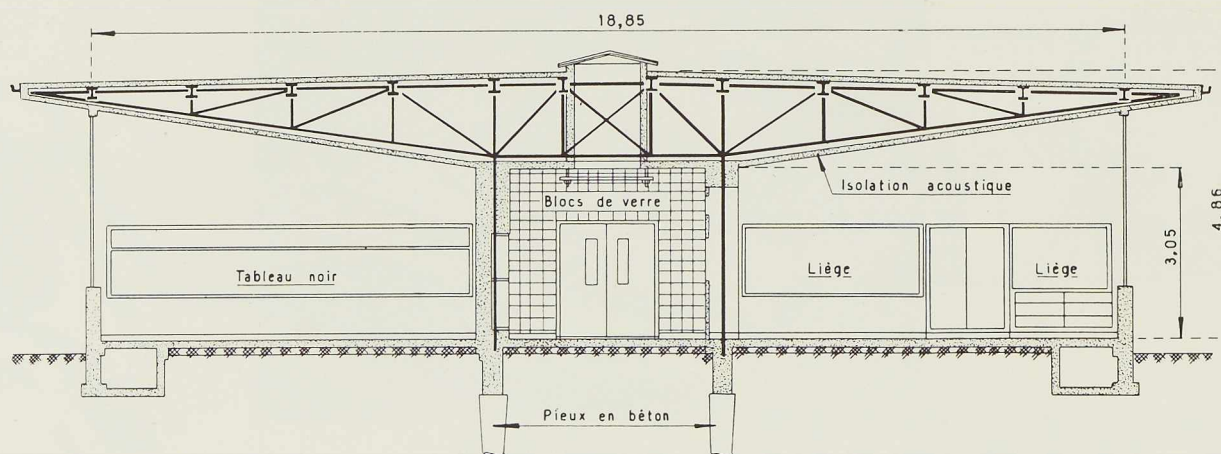 18,85
Isolation acoustique
Blocs de verre
4,86
3,05
Tableau noir
Liège
Liège
Pieux en béton